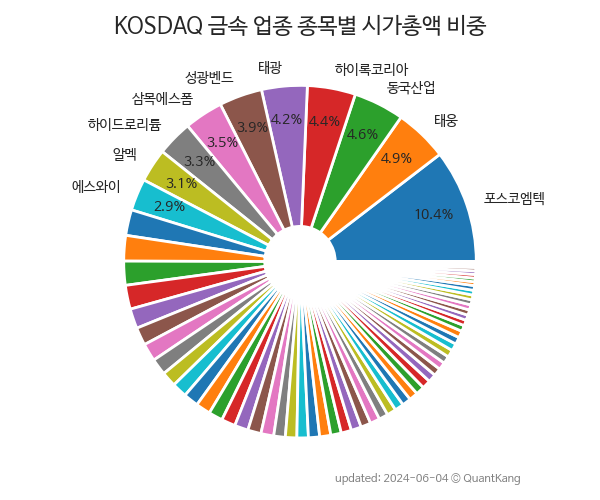 KOSDAQ 금속 업종 종목별 시가총액 비중
태광
하이록코리아
성광벤드
동국산업
삼목에스폼
태웅
하이드로리튬
알멕
에스와이
포스코엠텍
4.2%
4.4%
3.9%
4.6%
3.5%
4.9%
3.3%
3.1%
2.9%
10.4%
updated: 2024-06-04 © QuantKang